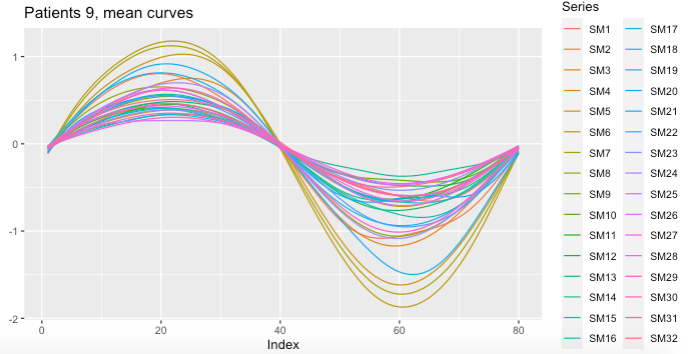 Patients 9, mean curves
Series
1
0
-1
-2
0 20 40 60 80
Index
SM1 SM17
SM2 SM18
SM3 SM19
SM4 SM20
SM5 SM21
SM6 SM22
SM7 SM23
SM8 SM24
SM9 SM25
SM10 SM26
SM11 SM27
SM12 SM28
SM13 SM29
SM14 SM30
SM15 SM31
SM16 SM32